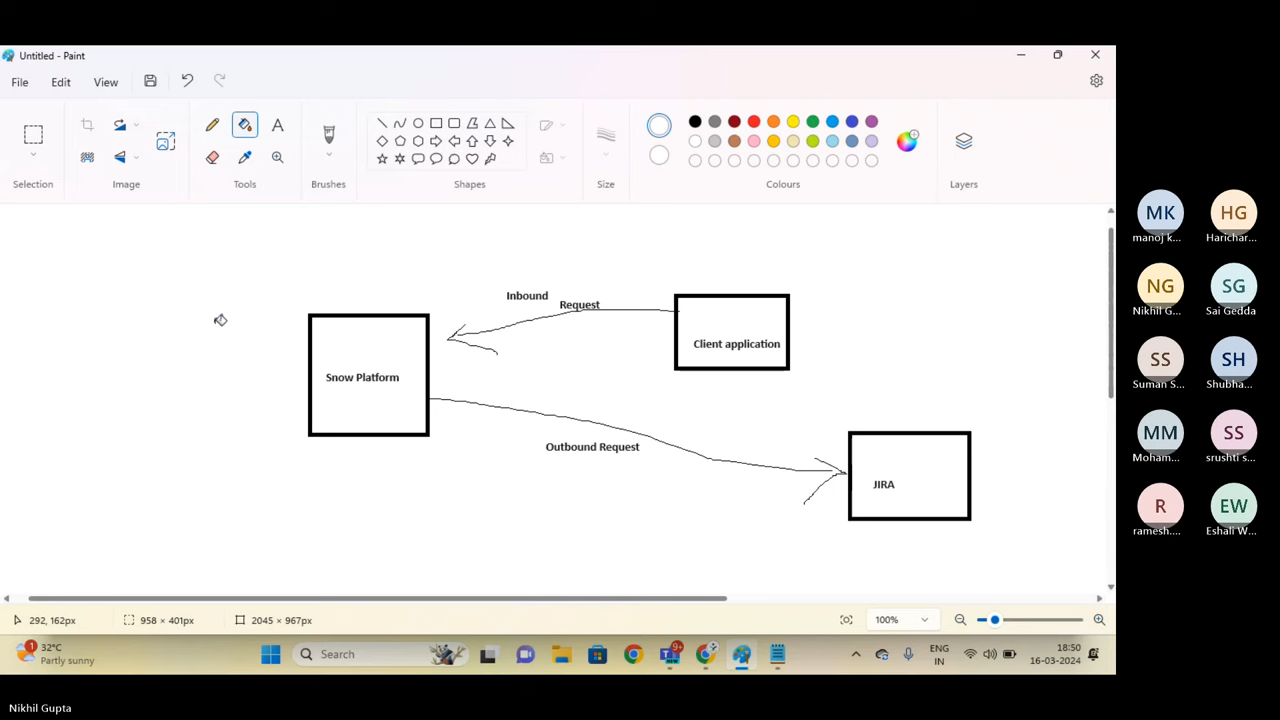 Untitled - Paint
File Edit View
Selection Image Tools Brushes Shapes Size Colours Layers
Inbound
Request
Client application
Snow Platform
Outbound Request
JIRA
292, 162px 958 × 401px 2045 × 967px 100%
1 32°C
Partly sunny
Search
9+
NEW
ENG
IN
18:50
16-03-2024
MK HG
manoj k... Harichar...
NG SG
Nikhil G... Sai Gedda
SS SH
Suman S... Shubha...
MM SS
Moham... srushti s...
R EW
ramesh.... Eshali W...
Nikhil Gupta